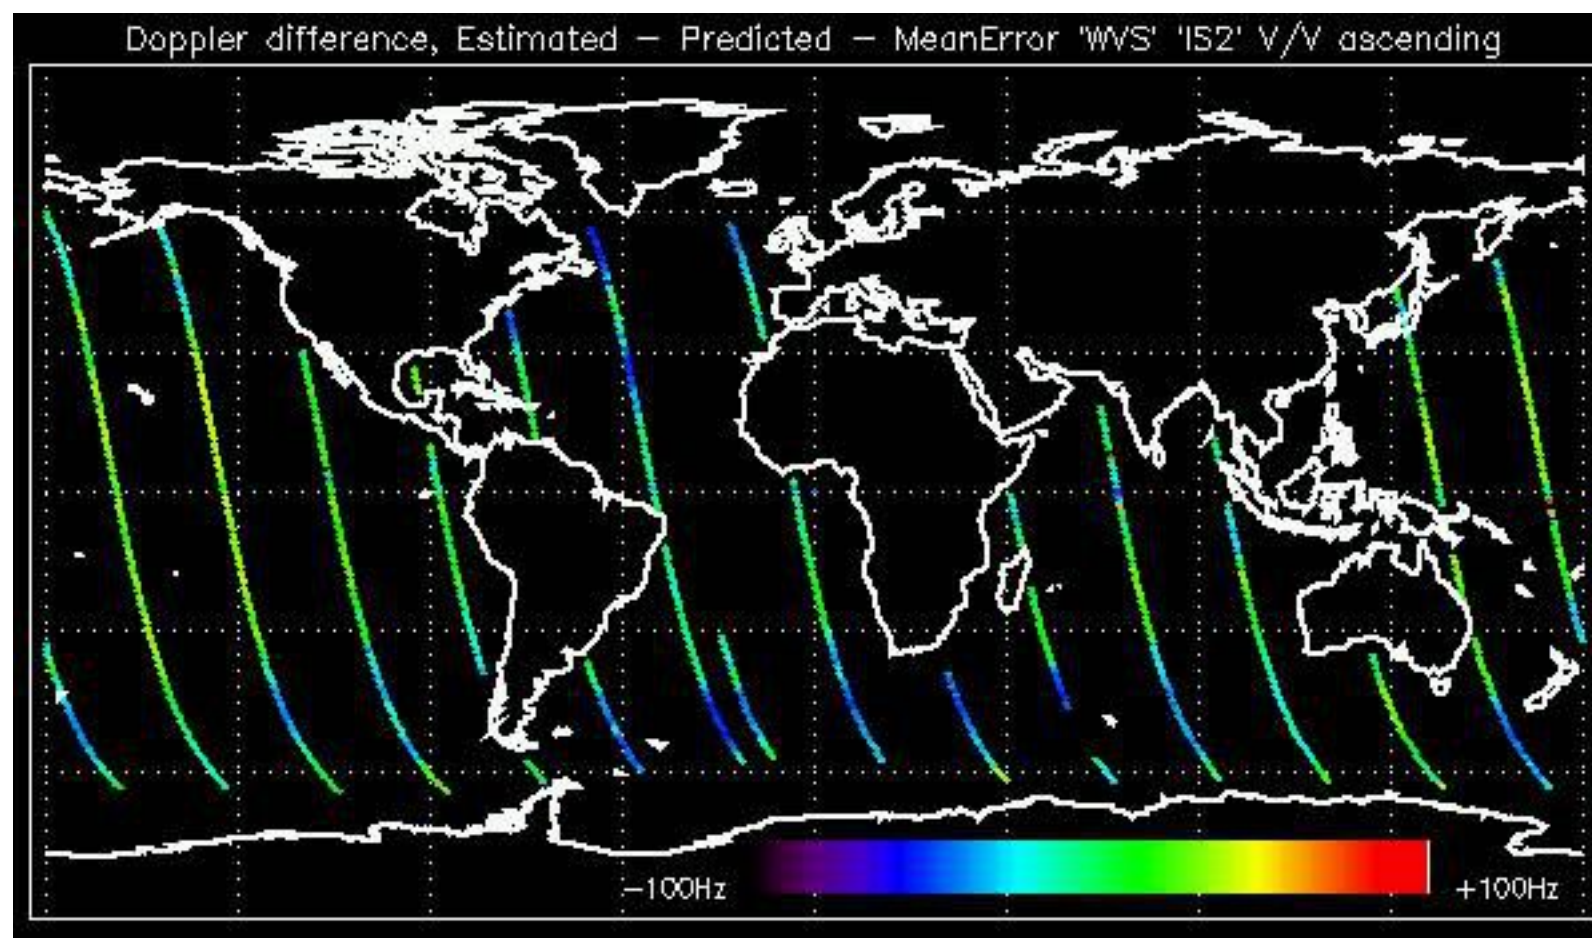 Doppler difference, Estimated – Predicted – MeanError 'WVS' 'IS2' V/V ascending
–100Hz
+100Hz